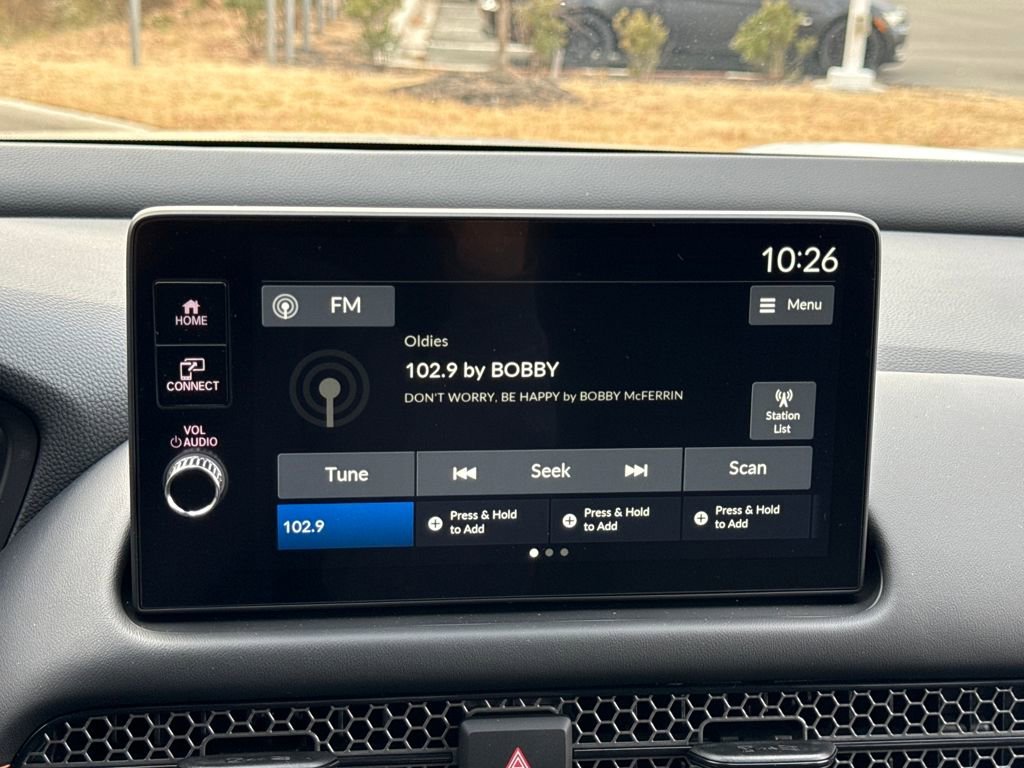 10:26
HOME
FM
Menu
Oldies
102.9 by BOBBY
CONNECT
DON'T WORRY, BE HAPPY by BOBBY McFERRIN
Station
List
VOL
AUDIO
Tune
Seek
Scan
102.9
Press & Hold
to Add
Press & Hold
to Add
Press & Hold
to Add